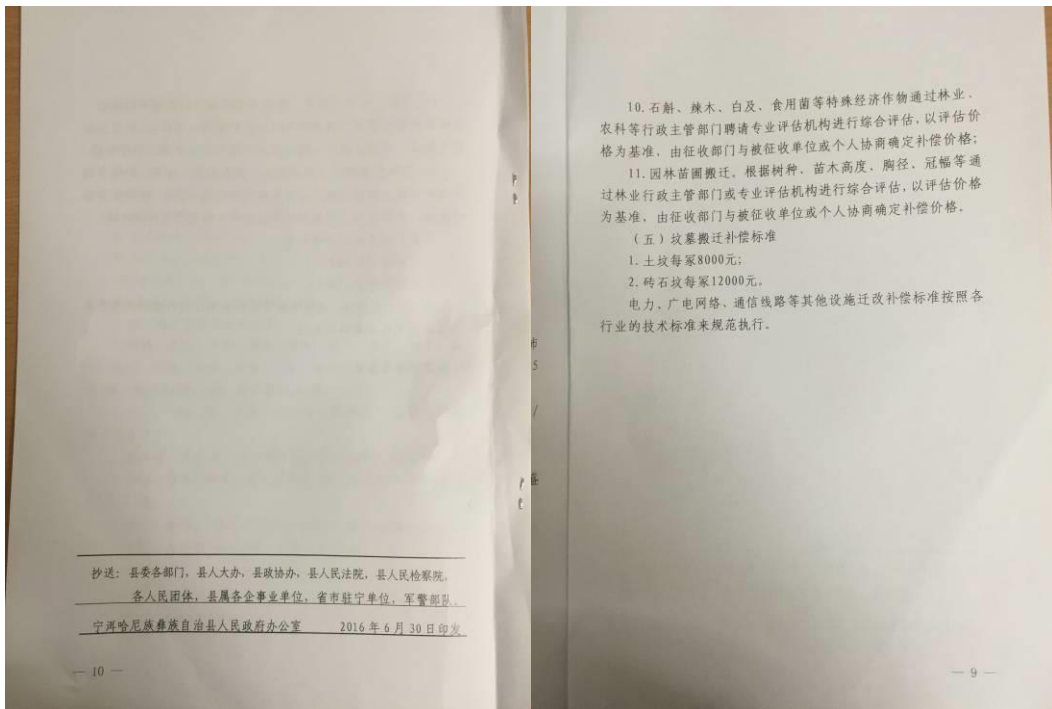 抄送：县委各部门，县人大办，县政协办，县人民法院，县人民检察院，
各人民团体，县属各企事业单位，省市驻宁单位，军警部队。
宁洱哈尼族彝族自治县人民政府办公室 2016年6月30日印发
— 10 —
市
5
/
10.石斛、辣木、白及、食用菌等特殊经济作物通过林业、
农科等行政主管部门聘请专业评估机构进行综合评估，以评估价
格为基准，由征收部门与被征收单位或个人协商确定补偿价格；
11.园林苗圃搬迁，根据树种、苗木高度、胸径、冠幅等通
过林业行政主管部门或专业评估机构进行综合评估，以评估价格
为基准，由征收部门与被征收单位或个人协商确定补偿价格。
（五）坟墓搬迁补偿标准
1.土坟每冢8000元；
2.砖石坟每冢12000元。
电力、广电网络、通信线路等其他设施迁改补偿标准按照各
行业的技术标准来规范执行。
— 9 —